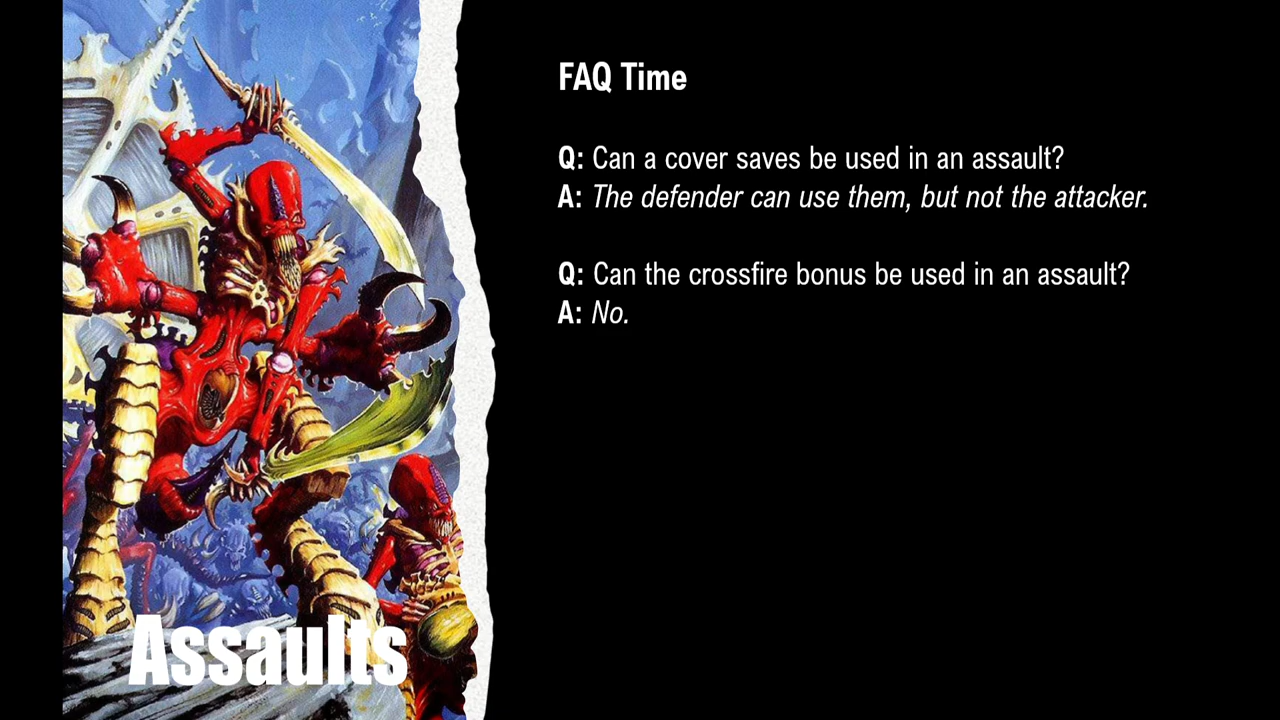 FAQ Time
Q: Can a cover saves be used in an assault?
A: The defender can use them, but not the attacker.
Q: Can the crossfire bonus be used in an assault?
A: No.
Assaults